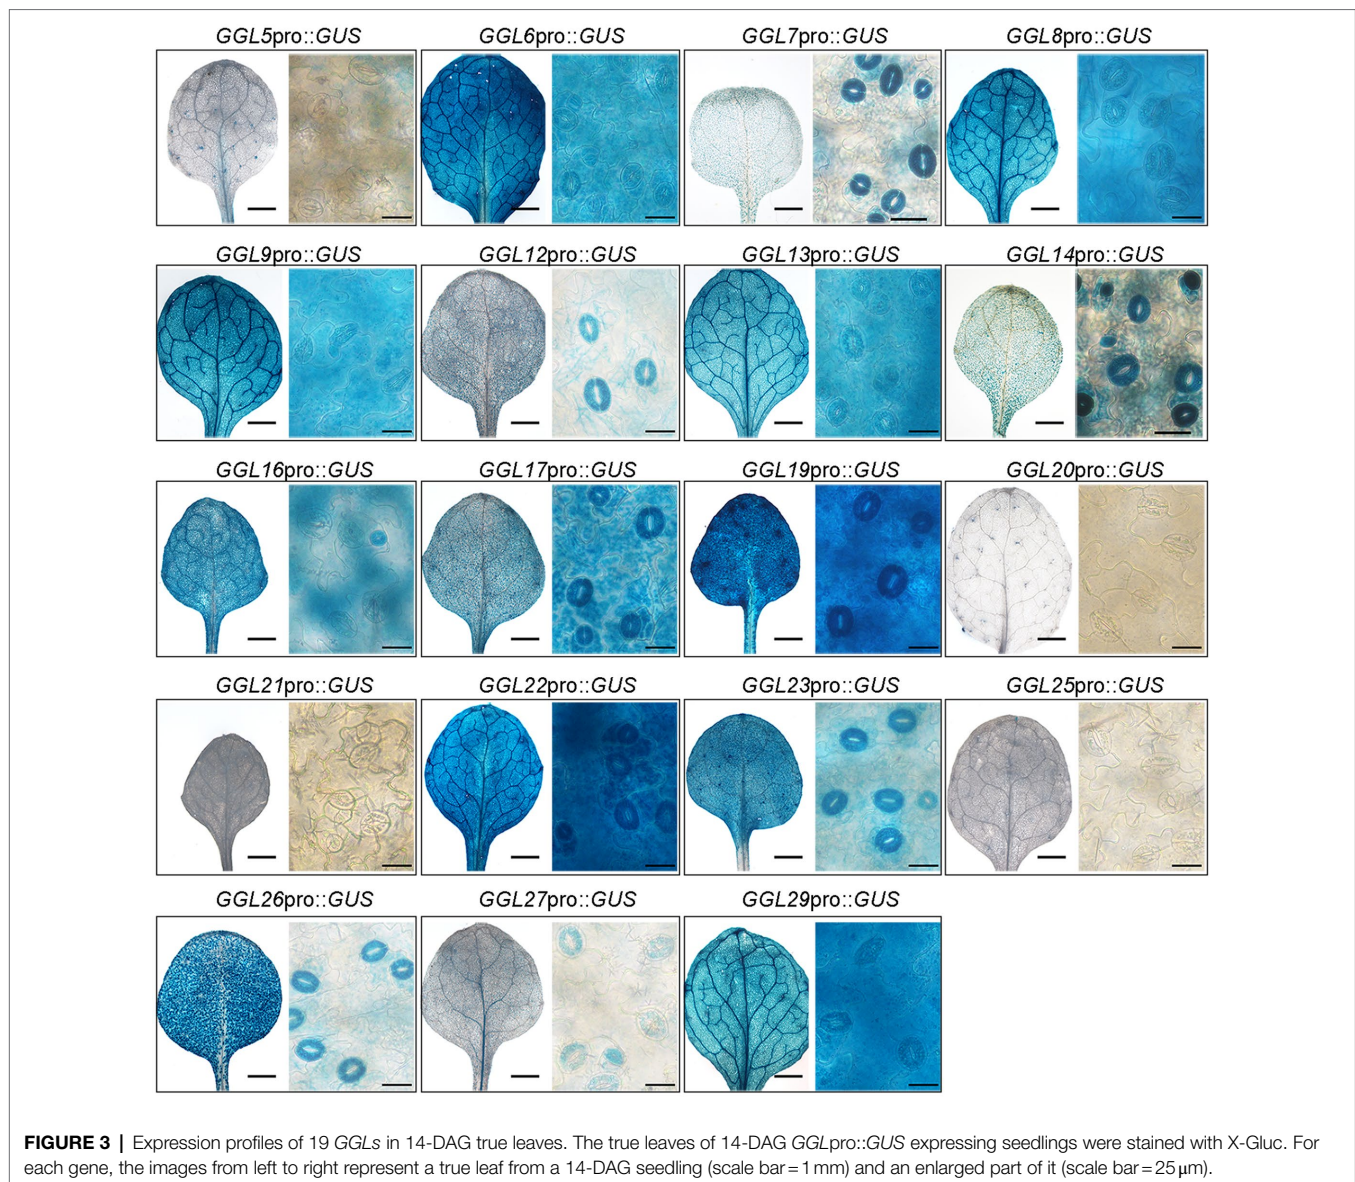 GGL5pro::GUS GGL6pro::GUS GGL7pro::GUS GGL8pro::GUS
GGL9pro::GUS GGL12pro::GUS GGL13pro::GUS GGL14pro::GUS
GGL16pro::GUS GGL17pro::GUS GGL19pro::GUS GGL20pro::GUS
GGL21pro::GUS GGL22pro::GUS GGL23pro::GUS GGL25pro::GUS
GGL26pro::GUS GGL27pro::GUS GGL29pro::GUS
FIGURE 3 | Expression profiles of 19 GGLs in 14-DAG true leaves. The true leaves of 14-DAG GGLpro::GUS expressing seedlings were stained with X-Gluc. For
each gene, the images from left to right represent a true leaf from a 14-DAG seedling (scale bar = 1 mm) and an enlarged part of it (scale bar = 25 μm).